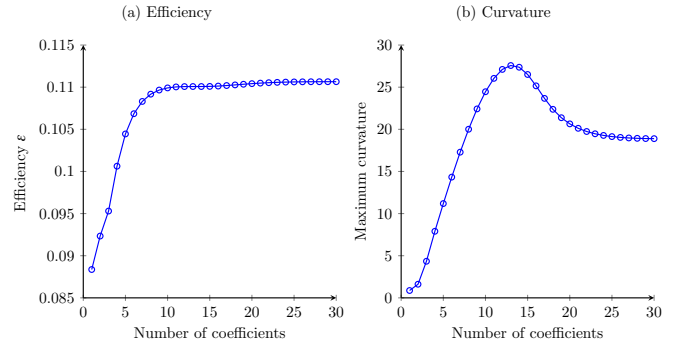 (a) Efficiency
0.115
0.11
0.105
0.1
0.095
0.09
0.085
0 5 10 15 20 25 30
Efficiency ε
Number of coefficients
(b) Curvature
30
25
20
15
10
5
0
0 5 10 15 20 25 30
Maximum curvature
Number of coefficients